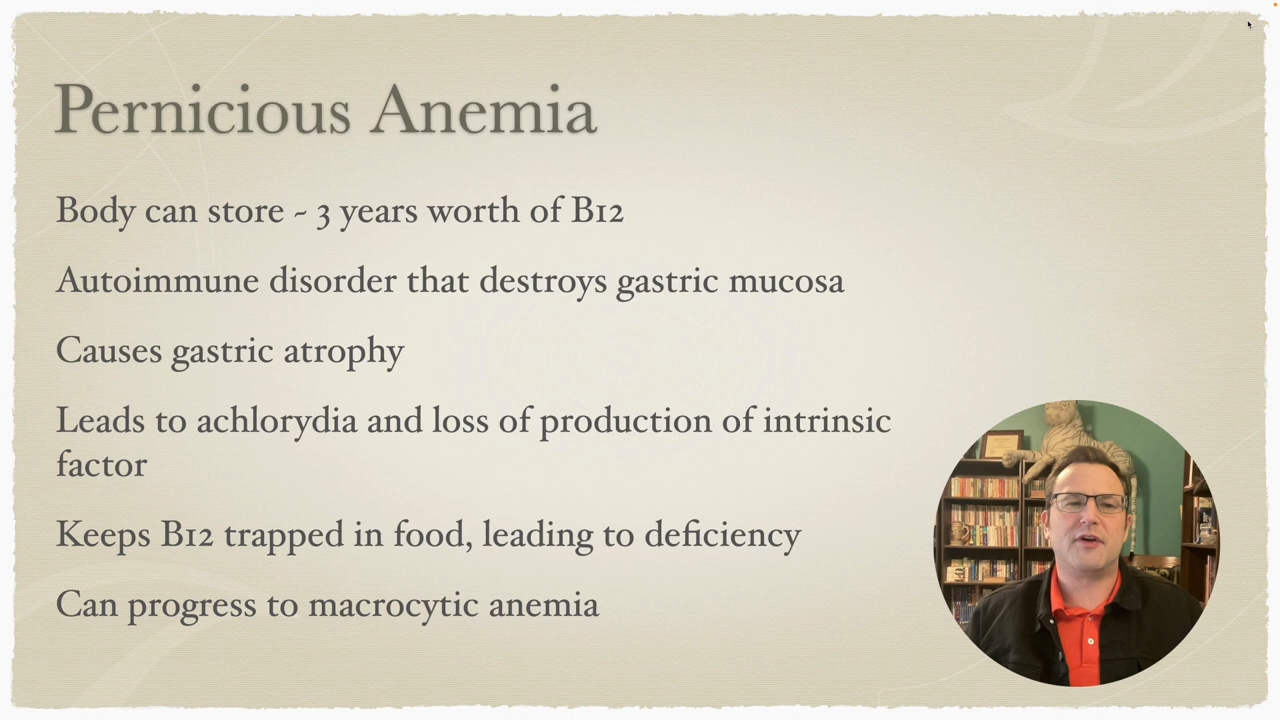 Pernicious Anemia
Body can store ~ 3 years worth of B12
Autoimmune disorder that destroys gastric mucosa
Causes gastric atrophy
Leads to achlorydia and loss of production of intrinsic
factor
Keeps B12 trapped in food, leading to deficiency
Can progress to macrocytic anemia